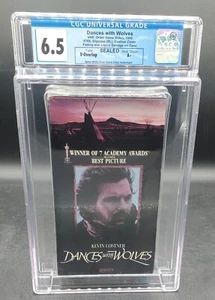 CGC UNIVERSAL GRADE
6.5
Dances with Wolves
SEALED
V-Overlap
A+
WINNER OF 7 ACADEMY AWARDS
BEST PICTURE
KEVIN COSTNER
DANCES WITH WOLVES